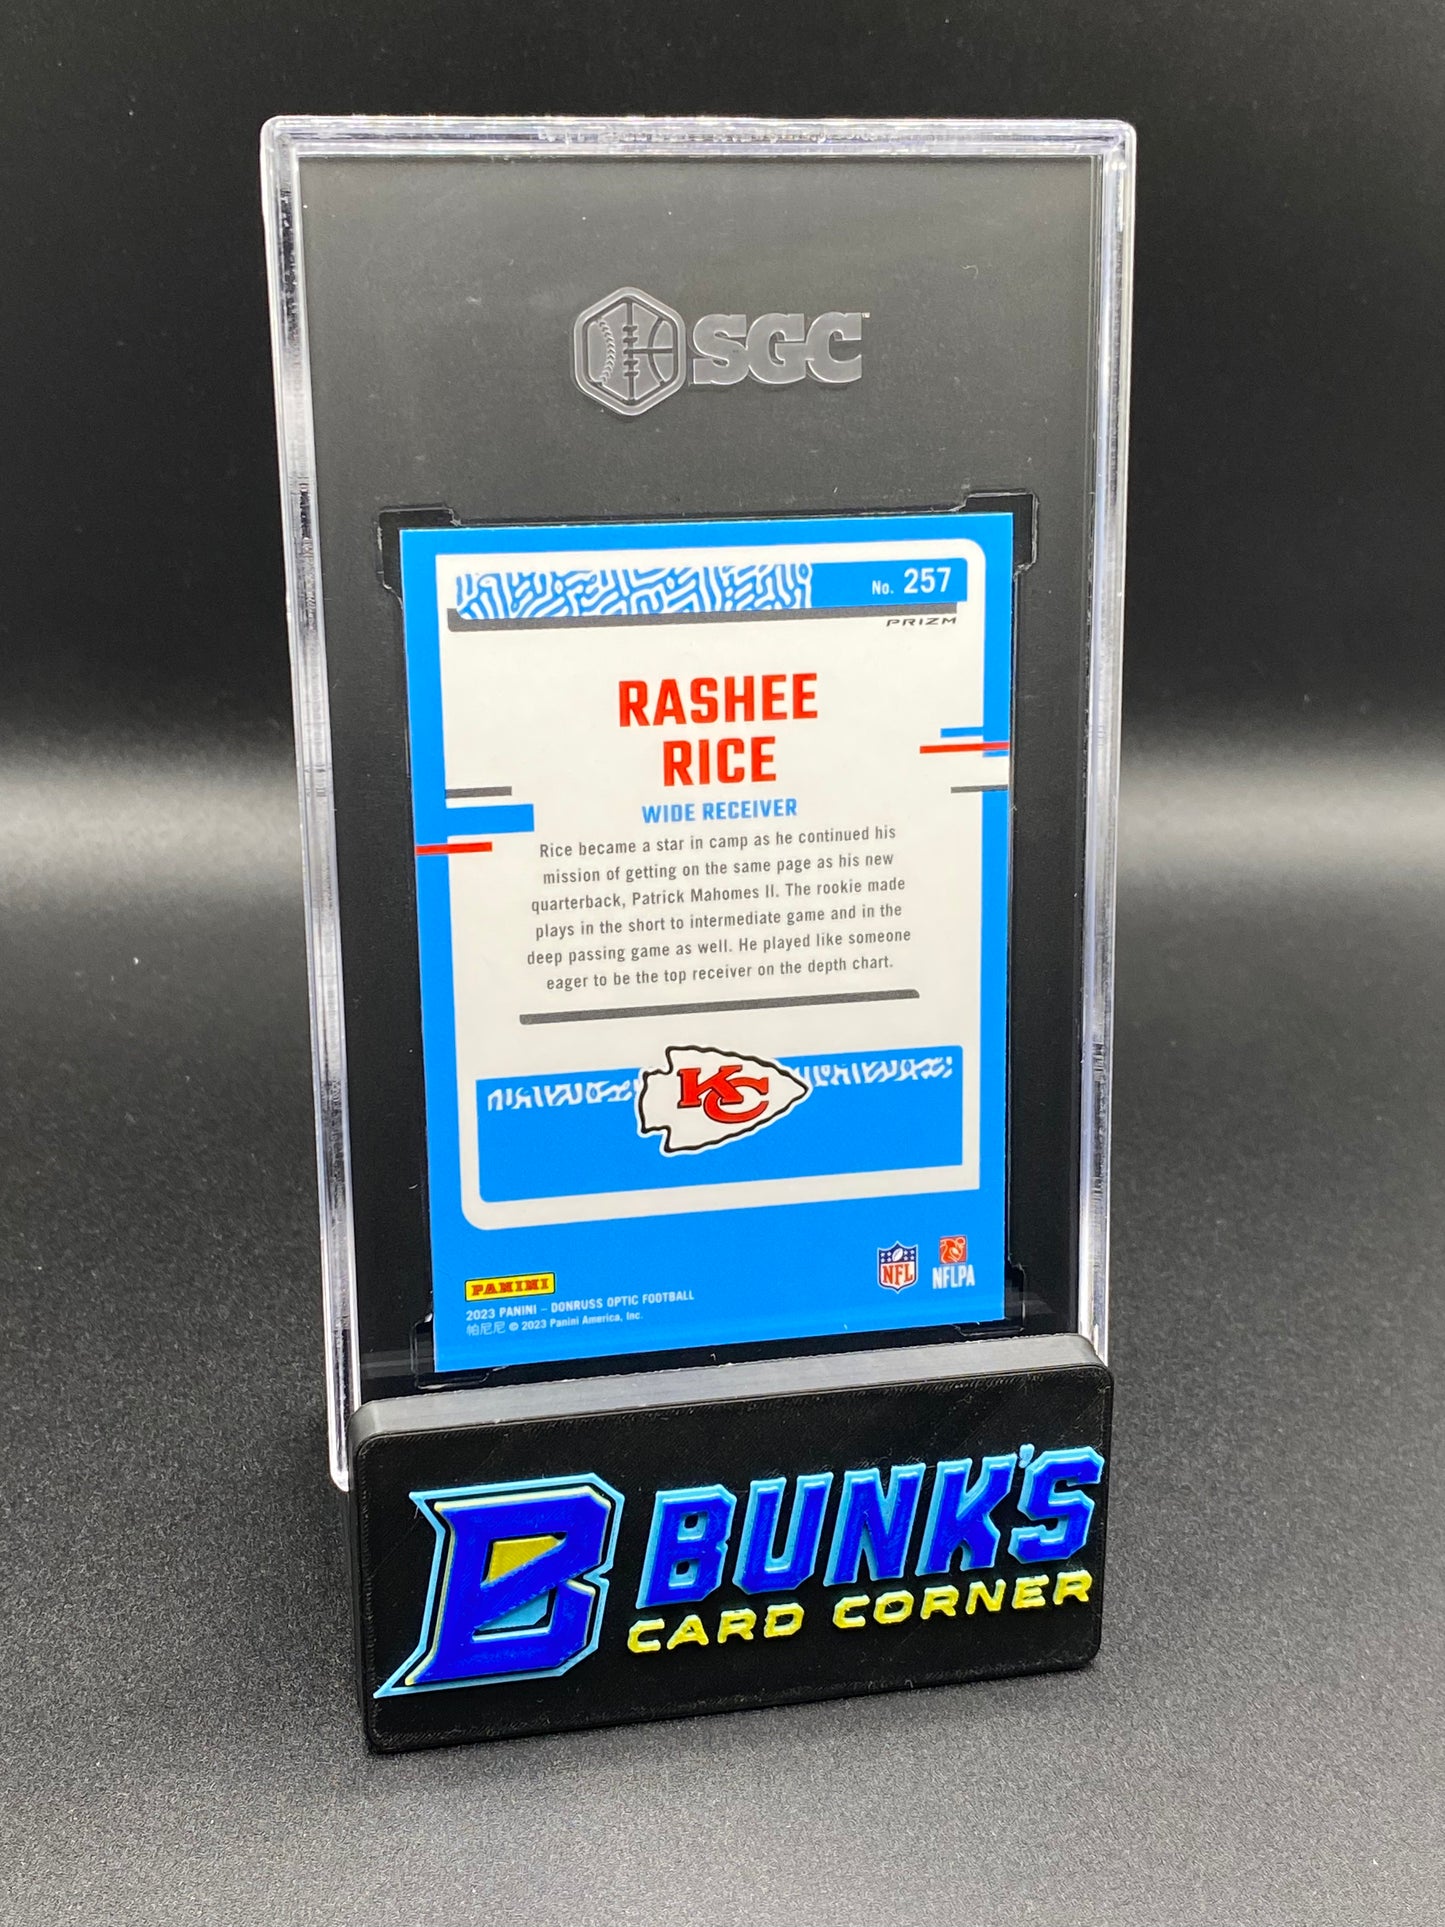 SGC
No. 257
PRIZM
RASHEE
RICE
WIDE RECEIVER
Rice became a star in camp as he continued his
mission of getting on the same page as his new
quarterback, Patrick Mahomes II. The rookie made
plays in the short to intermediate game and in the
deep passing game as well. He played like someone
eager to be the top receiver on the depth chart.
KC
NFL
NFLPA
PANINI
2023 PANINI – DONRUSS OPTIC FOOTBALL
帕尼尼 © 2023 Panini America, Inc.
B BUNK'S
CARD CORNER